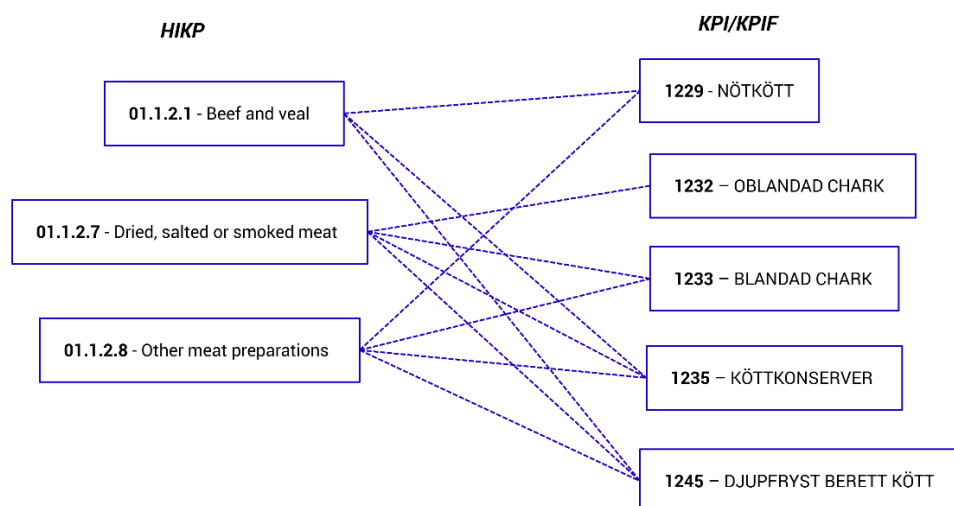 HIKP
KPI/KPIF
01.1.2.1 - Beef and veal
01.1.2.7 - Dried, salted or smoked meat
01.1.2.8 - Other meat preparations
1229 - NÖTKÖTT
1232 – OBLANDAD CHARK
1233 – BLANDAD CHARK
1235 – KÖTTKONSERVER
1245 – DJUPFRYST BERETT KÖTT